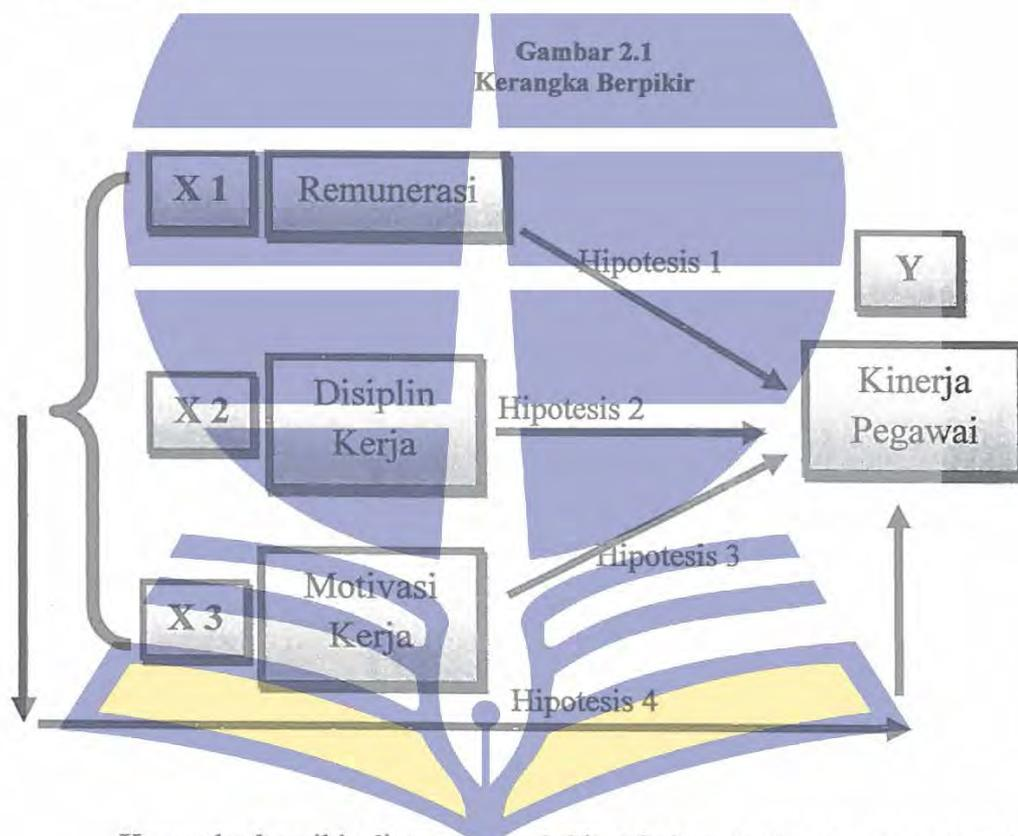 Gambar 2.1
Kerangka Berpikir
X 1
Remunerasi
Hipotesis 1
Y
X 2
Disiplin
Kerja
Hipotesis 2
Kinerja
Pegawai
X 3
Motivasi
Kerja
Hipotesis 3
Hipotesis 4